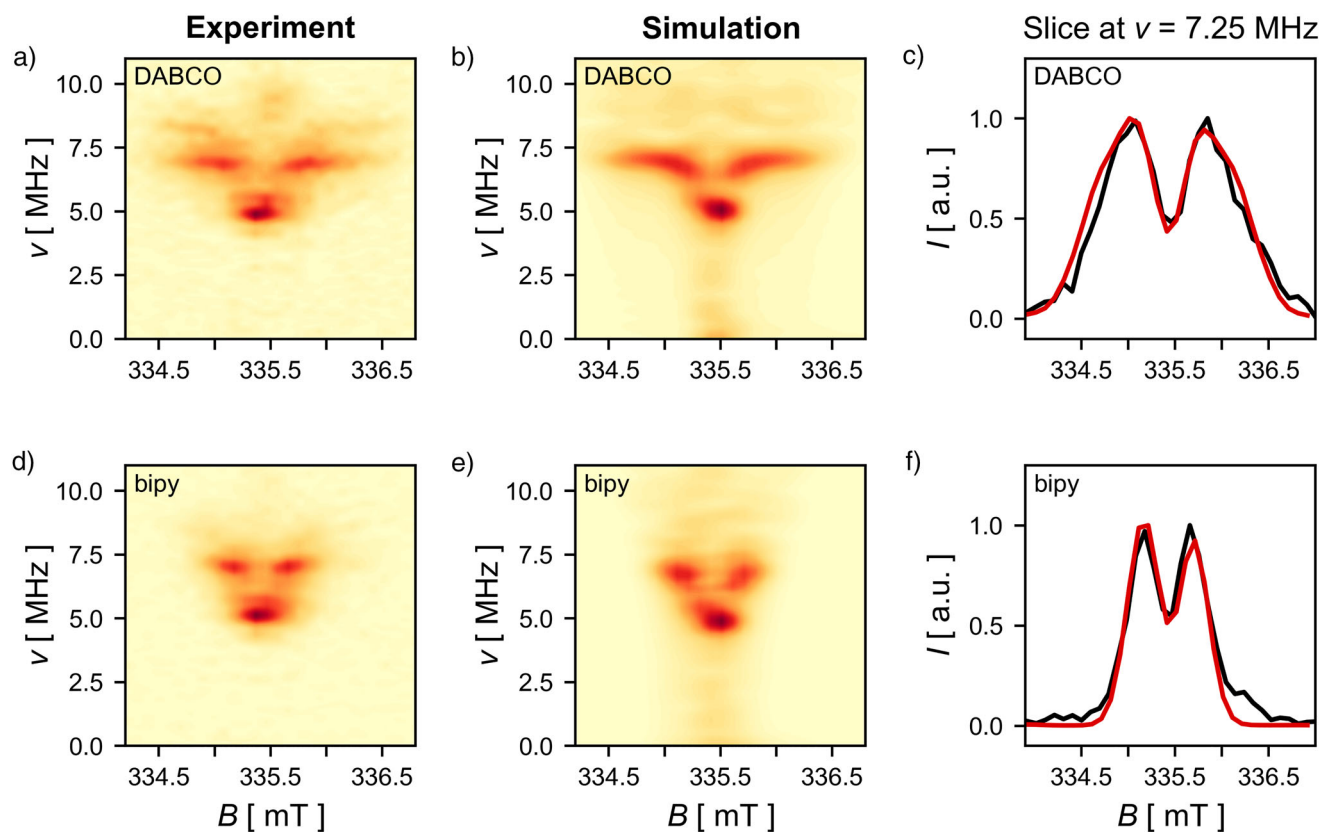 Experiment
Simulation
Slice at ν = 7.25 MHz
a)
DABCO
10.0
7.5
5.0
2.5
0.0
ν [ MHz]
334.5
335.5
336.5
b)
DABCO
10.0
7.5
5.0
2.5
0.0
ν [ MHz]
334.5
335.5
336.5
c)
DABCO
1.0
0.5
0.0
I [ a.u.]
334.5
335.5
336.5
d)
bipy
10.0
7.5
5.0
2.5
0.0
ν [ MHz]
334.5
335.5
336.5
B [ mT]
e)
bipy
10.0
7.5
5.0
2.5
0.0
ν [ MHz]
334.5
335.5
336.5
B [ mT]
f)
bipy
1.0
0.5
0.0
I [ a.u.]
334.5
335.5
336.5
B [ mT]